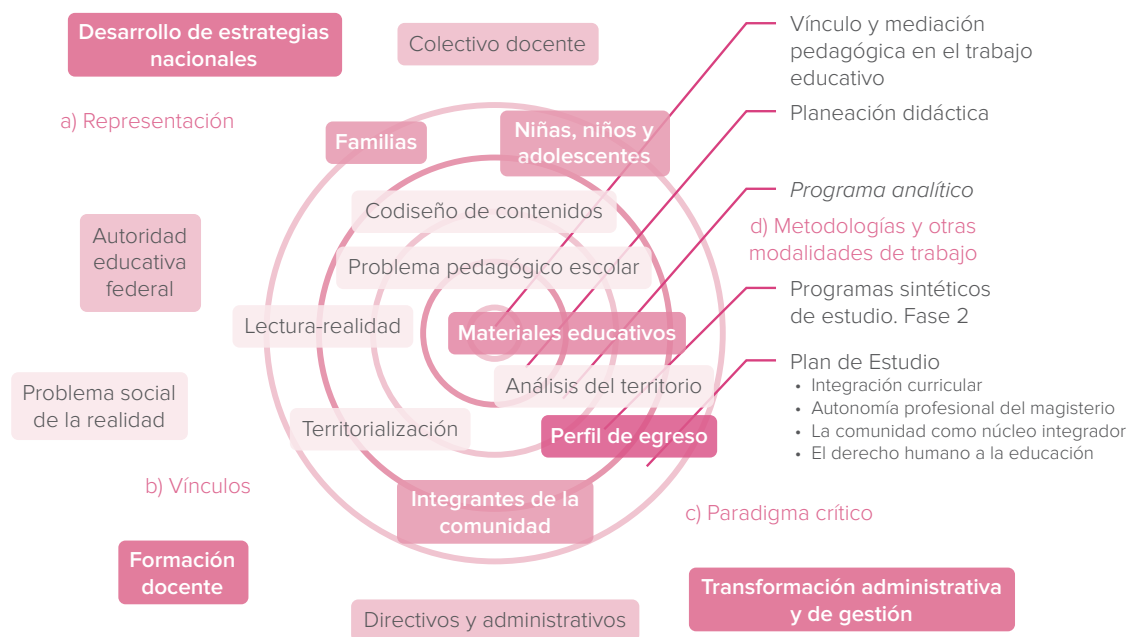 Desarrollo de estrategias
nacionales
Colectivo docente
Vínculo y mediación
pedagógica en el trabajo
educativo
a) Representación
Familias
Niñas, niños y
adolescentes
Planeación didáctica
Codiseño de contenidos
Programa analítico
Autoridad
educativa
federal
Problema pedagógico escolar
d) Metodologías y otras
modalidades de trabajo
Lectura-realidad
Materiales educativos
Programas sintéticos
de estudio. Fase 2
Problema social
de la realidad
Análisis del territorio
Plan de Estudio
• Integración curricular
• Autonomía profesional del magisterio
• La comunidad como núcleo integrador
• El derecho humano a la educación
Territorialización
Perfil de egreso
b) Vínculos
Integrantes de la
comunidad
c) Paradigma crítico
Formación
docente
Directivos y administrativos
Transformación administrativa
y de gestión